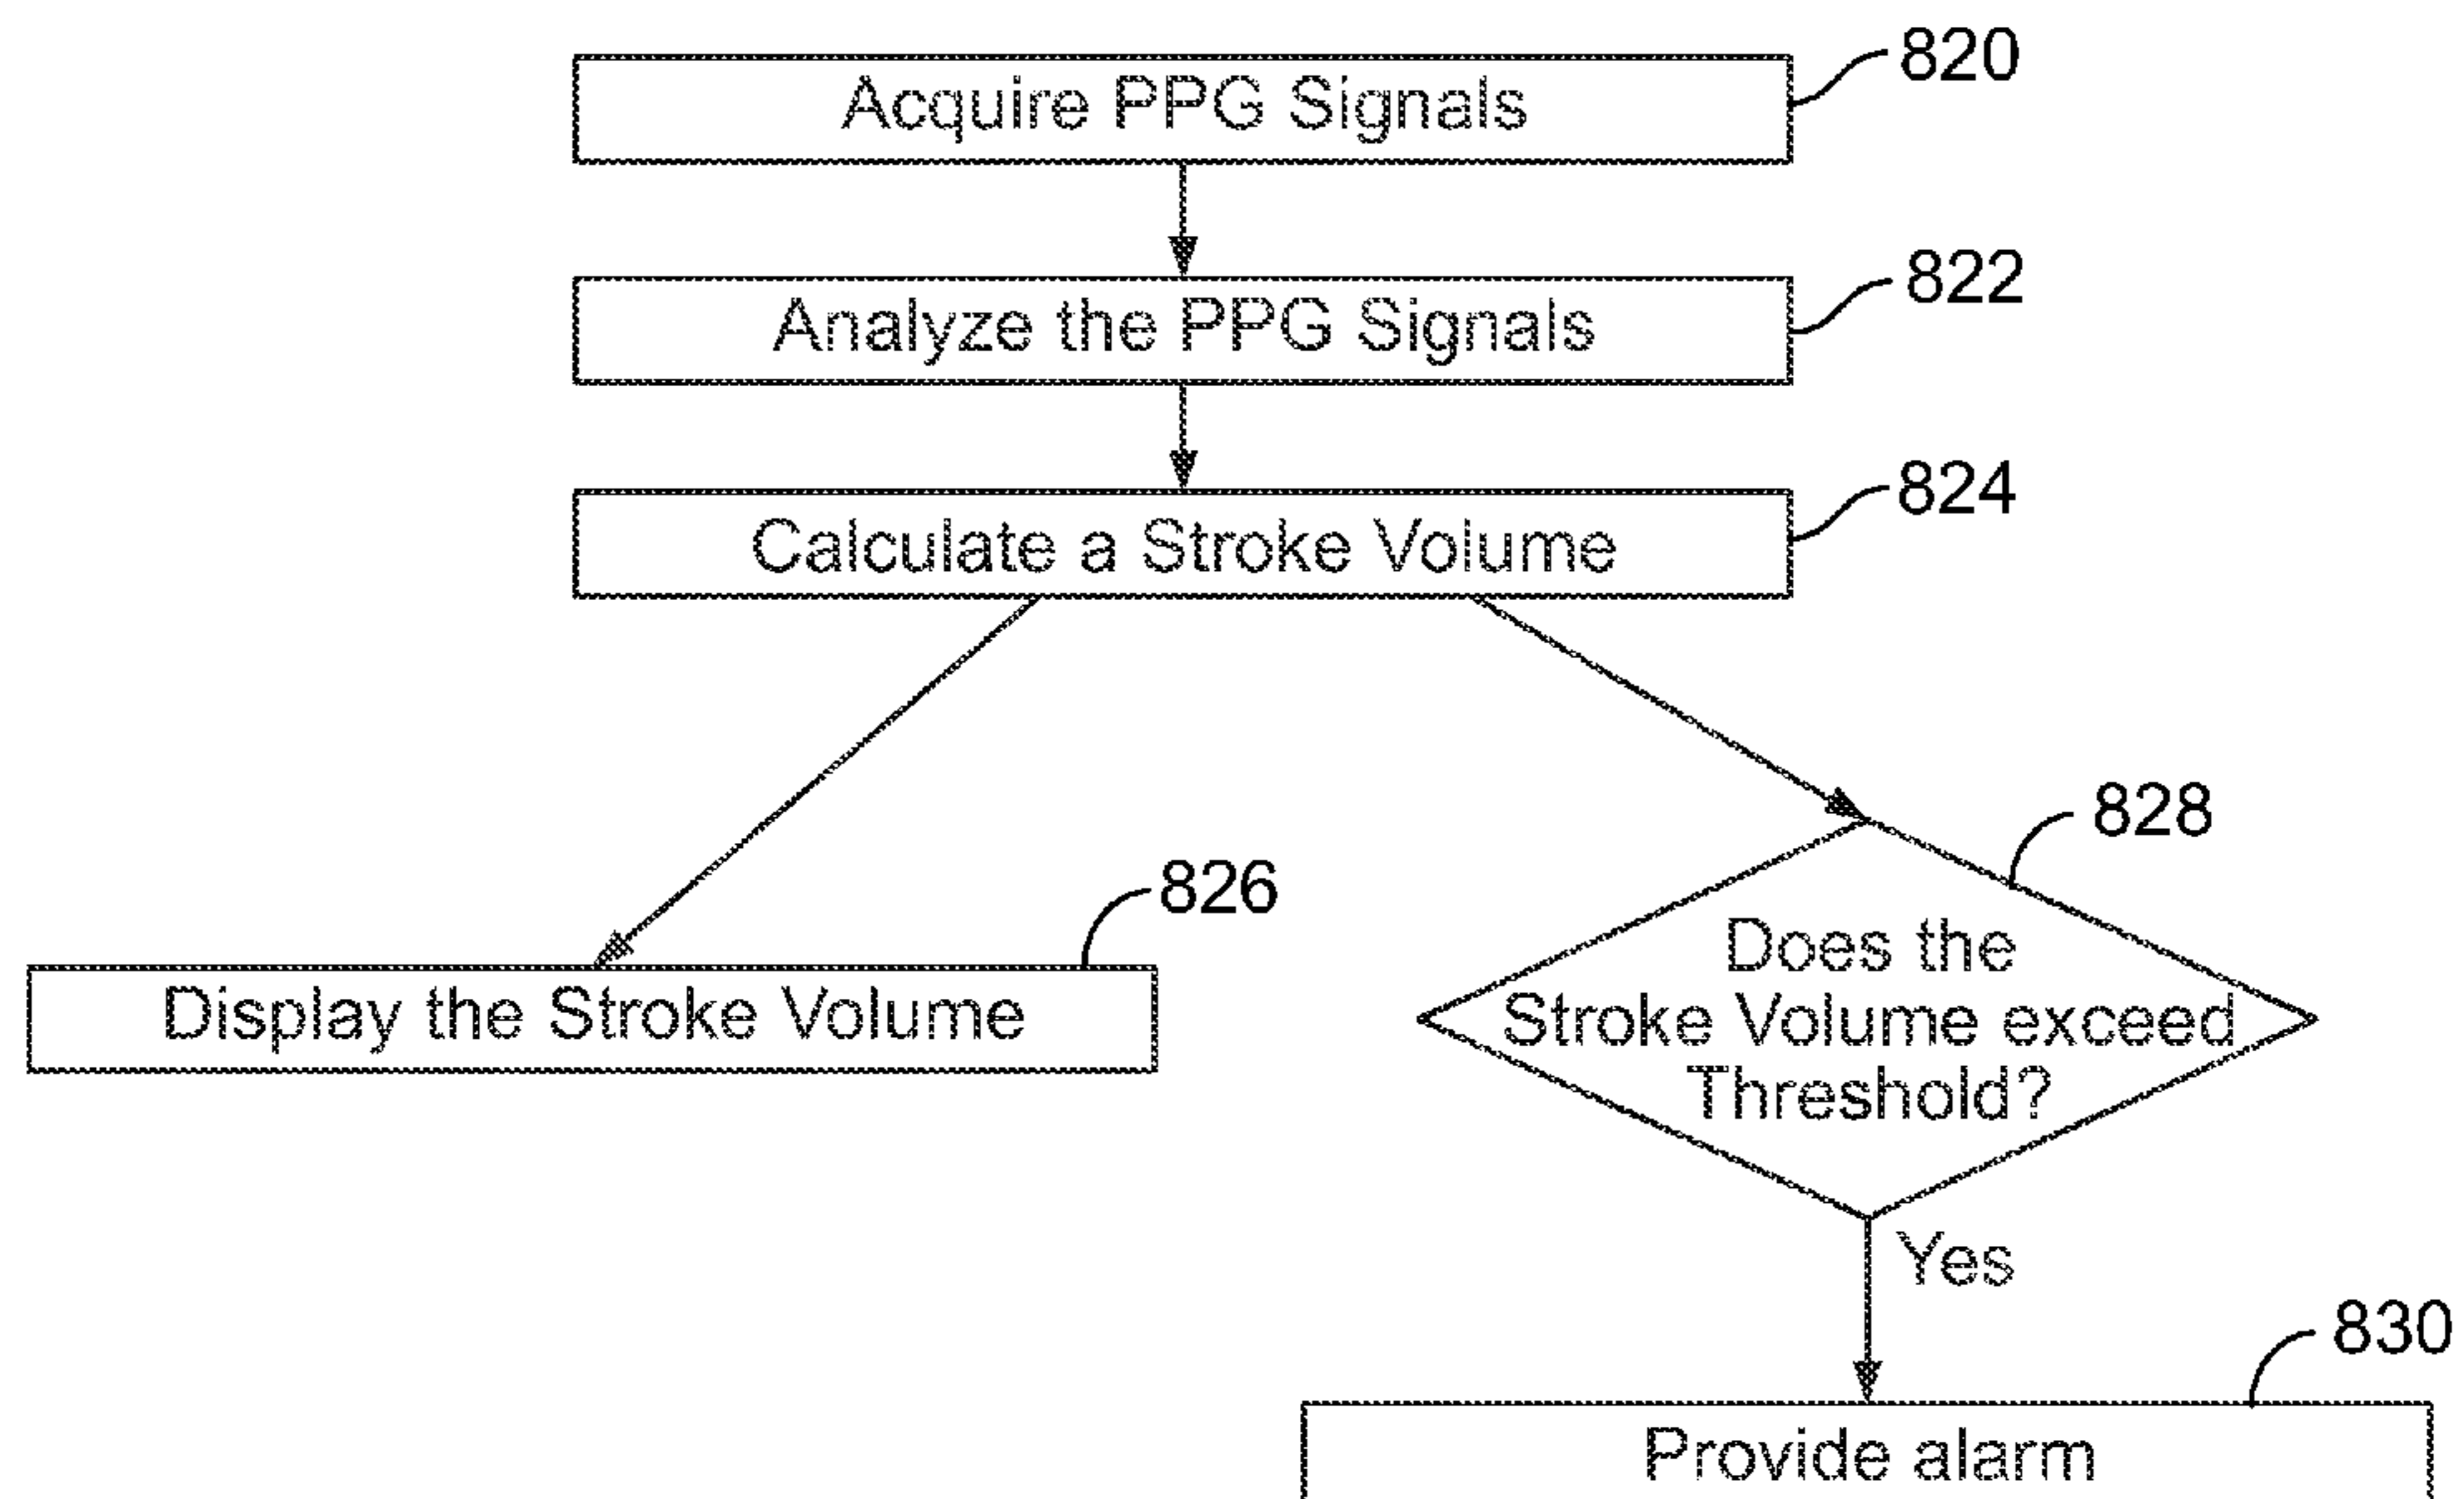 Acquire PPG Signals
820
Analyze the PPG Signals
822
Calculate a Stroke Volume
824
Display the Stroke Volume
826
828
Does the
Stroke Volume exceed
Threshold?
Yes
830
Provide alarm